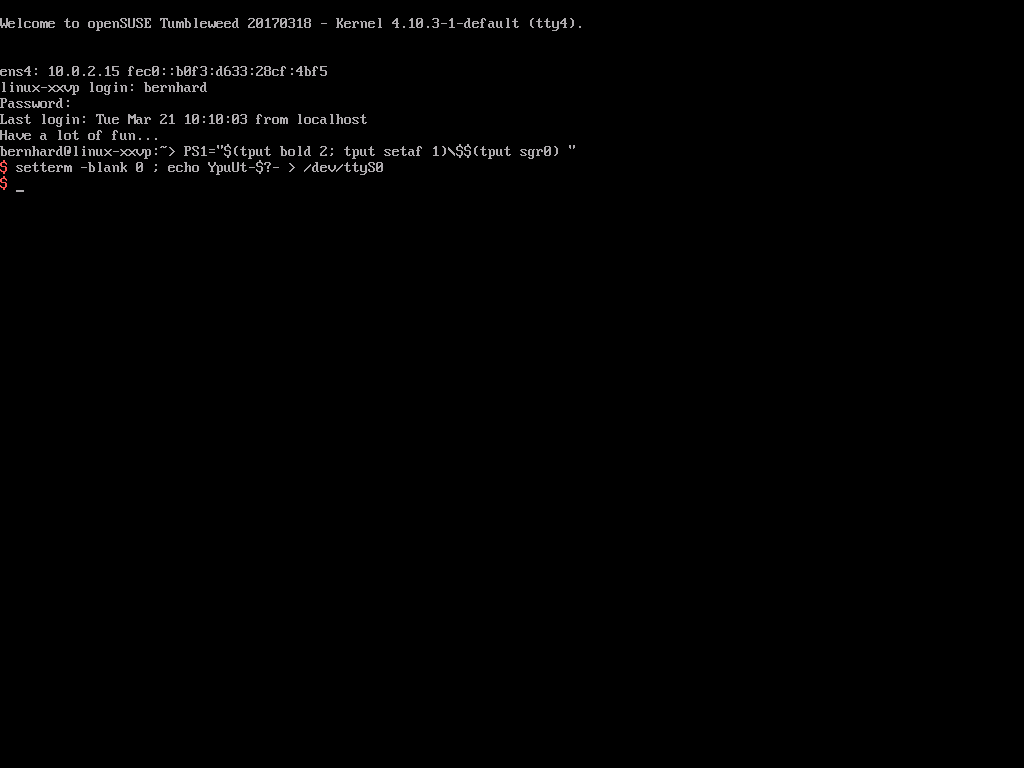 Welcome to openSUSE Tumbleweed 20170318 - Kernel 4.10.3-1-default (tty4).
ens4: 10.0.2.15 fec0::b0f3:d633:28cf:4bf5
linux-xxvp login: bernhard
Password:
Last login: Tue Mar 21 10:10:03 from localhost
Have a lot of fun...
bernhard@linux-xxvp:~> PS1="$(tput bold 2; tput setaf 1)\$$(tput sgr0) "
$ setterm -blank 0 ; echo YpuUt-$?- > /dev/ttyS0
$ _